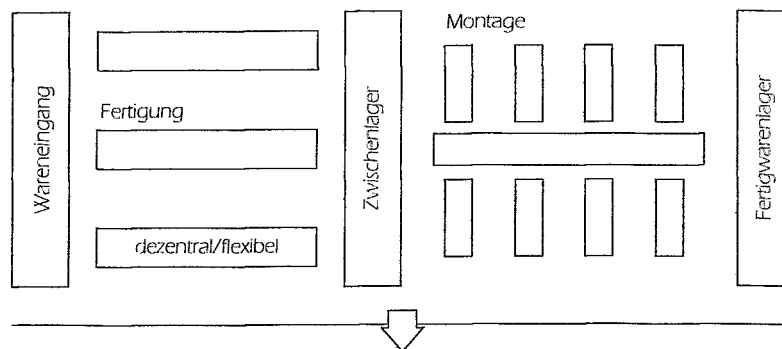 Wareneingang
Fertigung
dezentral/flexibel
Zwischenlager
Montage
Fertigwarenlager